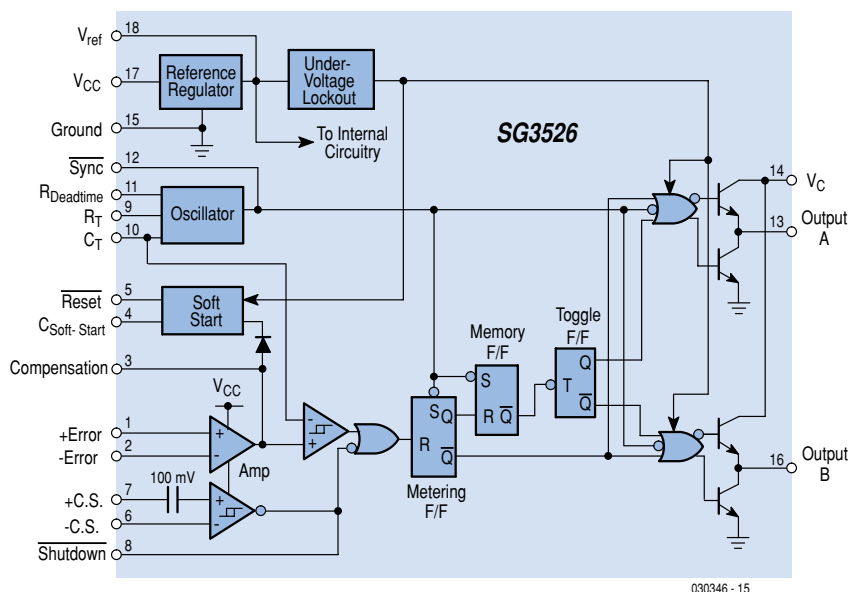 Vref 18
VCC 17
Ground 15
Sync 12
RDeadtime 11
RT 9
CT 10
Reset 5
CSoft-Start 4
Compensation 3
+Error 1
-Error 2
+C.S. 7
-C.S. 6
Shutdown 8
Reference
Regulator
Under-
Voltage
Lockout
To Internal
Circuitry
SG3526
Oscillator
Soft
Start
VCC
+
-
Amp
100 mV
+
-
-
+
S
Q
R
Q
Metering
F/F
Memory
F/F
S
R
Q
Toggle
F/F
T
Q
Q
14 VC
13 Output
A
16 Output
B
030346 - 15